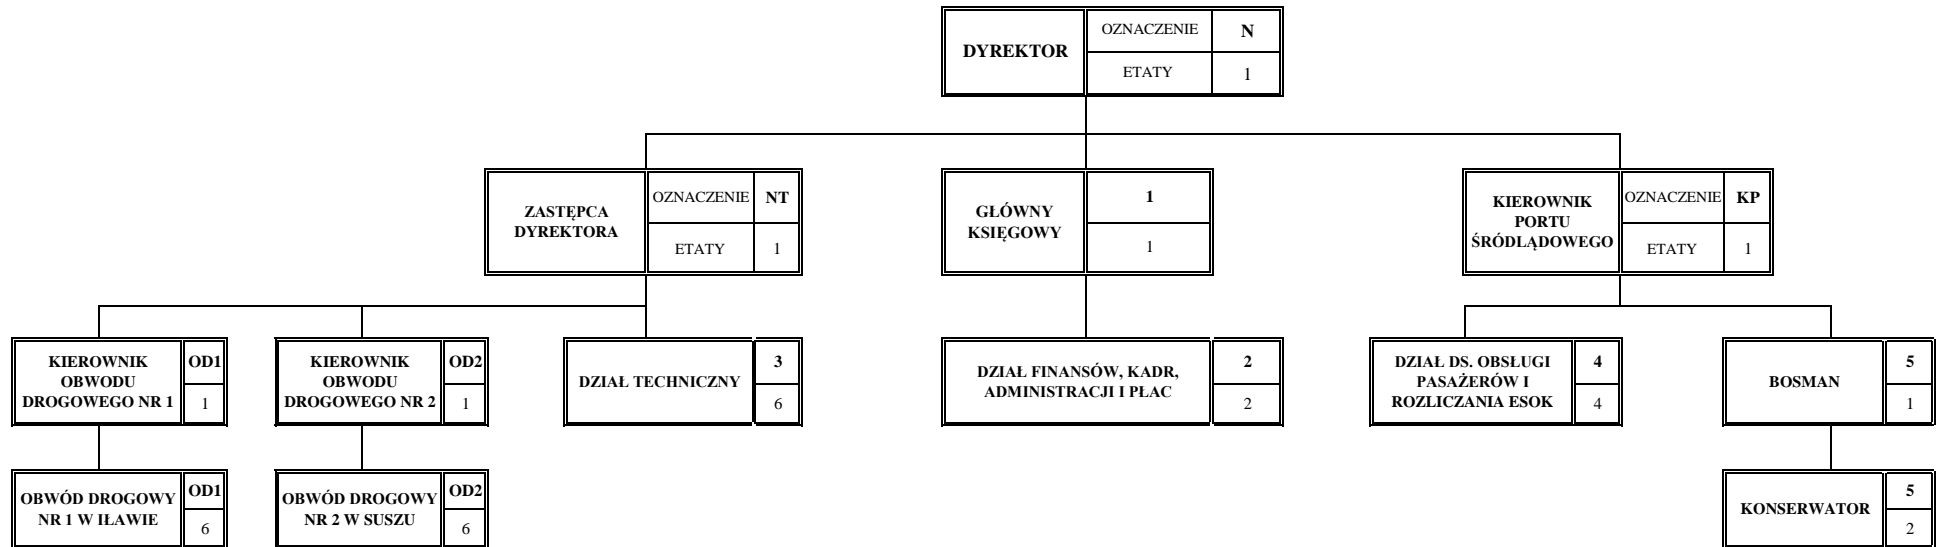 DYREKTOR
OZNACZENIE
N
ETATY
1
ZASTĘPCA
DYREKTORA
OZNACZENIE
NT
ETATY
1
GŁÓWNY
KSIĘGOWY
1
1
KIEROWNIK
PORTU
ŚRÓDLĄDOWEGO
OZNACZENIE
KP
ETATY
1
KIEROWNIK
OBWODU
DROGOWEGO NR 1
OD1
1
KIEROWNIK
OBWODU
DROGOWEGO NR 2
OD2
1
DZIAŁ TECHNICZNY
3
6
DZIAŁ FINANSÓW, KADR,
ADMINISTRACJI I PŁAC
2
2
DZIAŁ DS. OBSŁUGI
PASAŻERÓW I
ROZLICZANIA ESOK
4
4
BOSMAN
5
1
OBWÓD DROGOWY
NR 1 W IŁAWIE
OD1
6
OBWÓD DROGOWY
NR 2 W SUSZU
OD2
6
KONSERWATOR
5
2